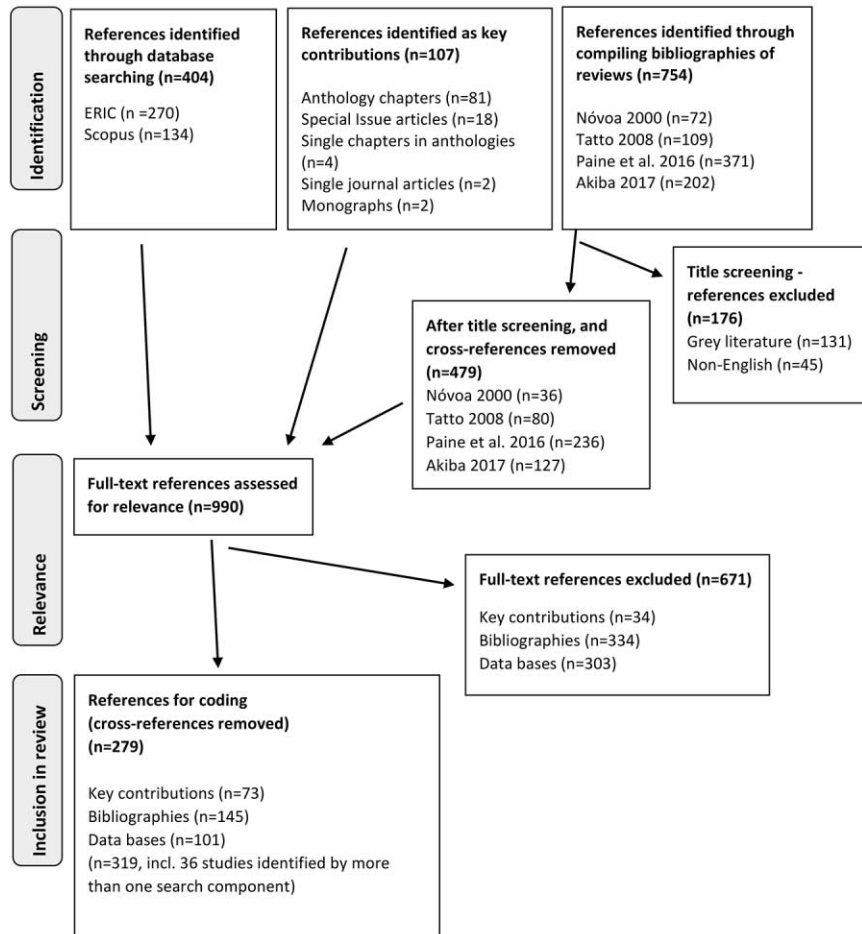 Identification
References identified
through database
searching
(n=404)
ERIC (n =270)
Scopus (n=134)
References identified as key
contributions (n=107)
Anthology chapters (n=81)
Special Issue articles (n=18)
Single chapters in anthologies
(n=4)
Single journal articles (n=2)
Monographs (n=2)
References identified through
compiling bibliographies of
reviews (n=754)
Nóvoa 2000 (n=72)
Tatto 2008 (n=109)
Paine et al. 2016 (n=371)
Akiba 2017 (n=202)
Screening
Title screening -
references excluded
(n=176)
Grey literature (n=131)
Non-English (n=45)
After title screening, and
cross-references removed
(n=479)
Nóvoa 2000 (n=36)
Tatto 2008 (n=80)
Paine et al. 2016 (n=236)
Akiba 2017 (n=127)
Relevance
Full-text references assessed
for relevance (n=990)
Full-text references excluded (n=671)
Key contributions (n=34)
Bibliographies (n=334)
Data bases (n=303)
Inclusion in review
References for coding
(cross-references removed)
(n=279)
Key contributions (n=73)
Bibliographies (n=145)
Data bases (n=101)
(n=319, incl. 36 studies identified by more
than one search component)